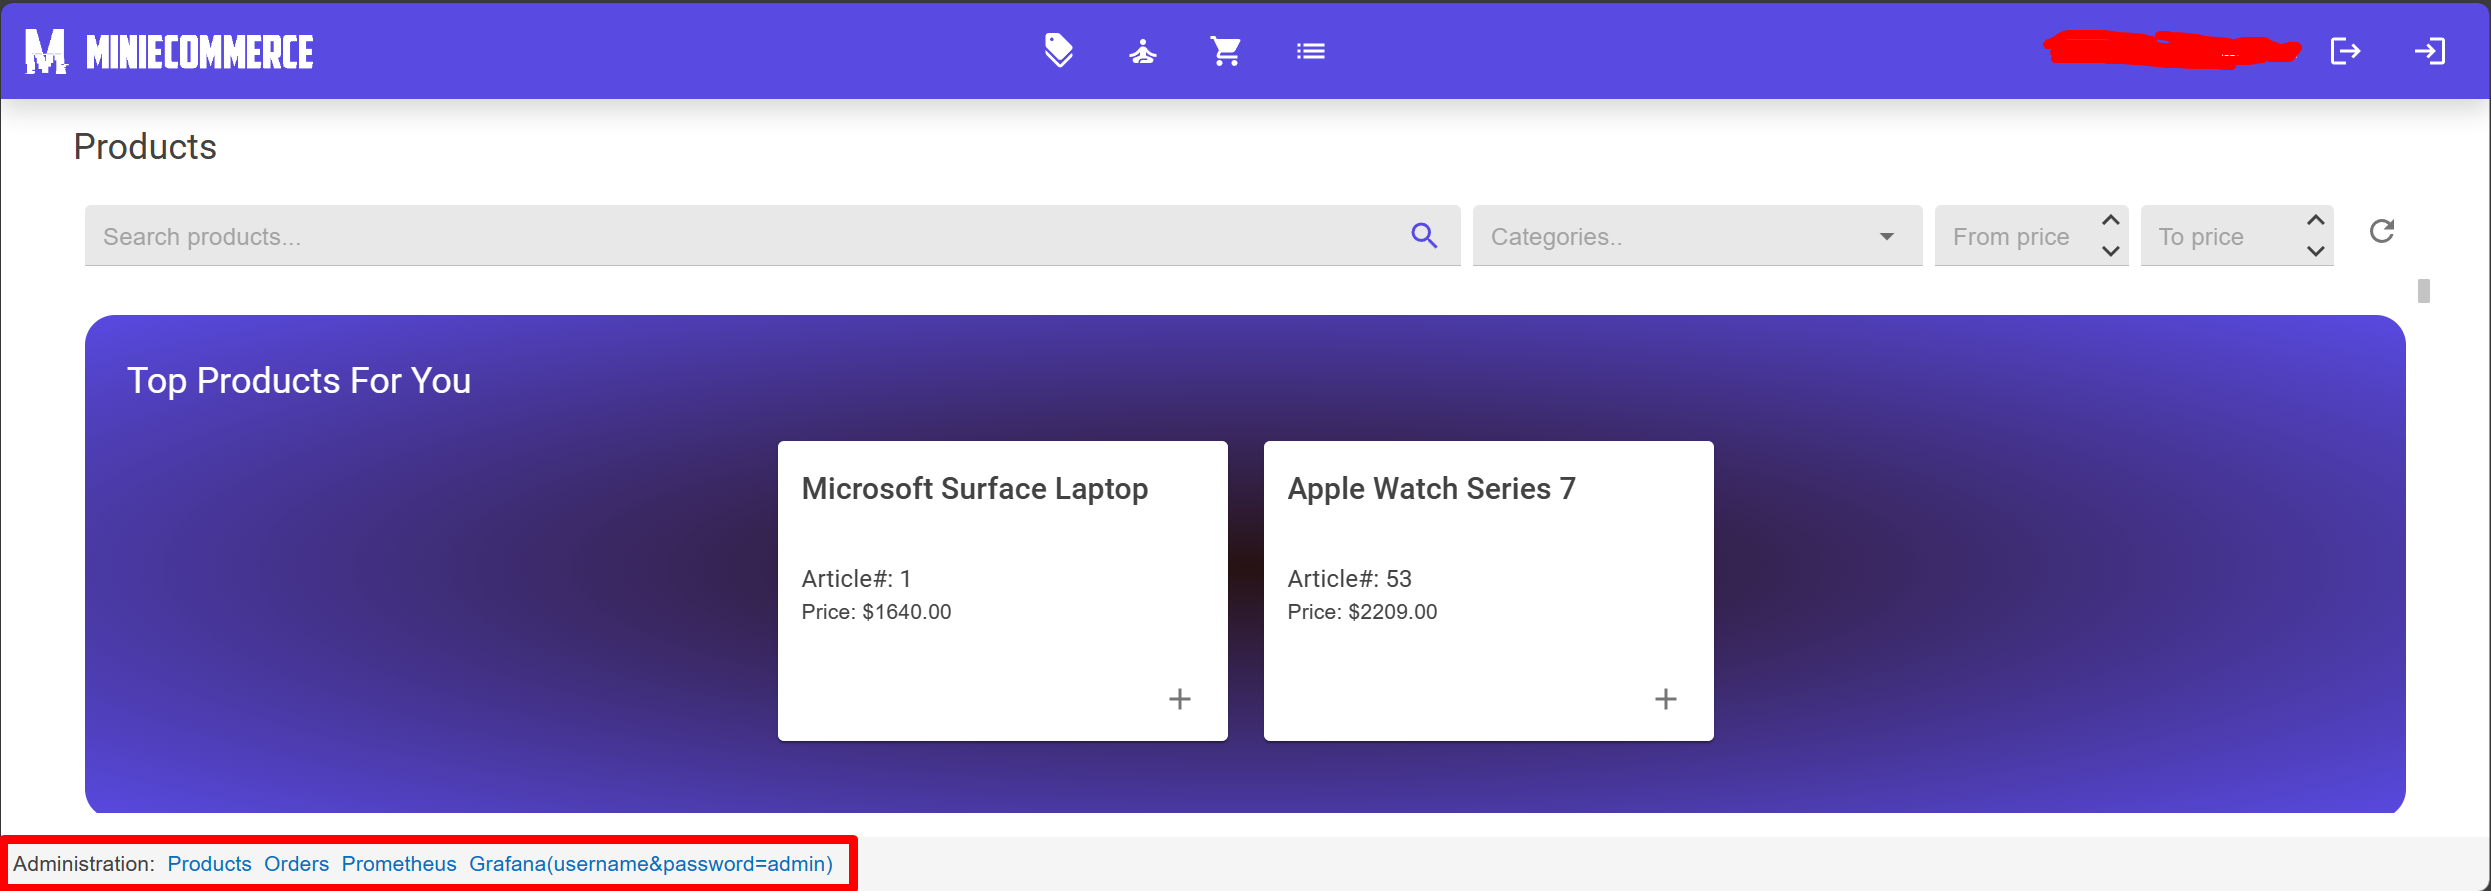 M MINIECOMMERCE
Products
Search products...
Categories..
From price
To price
Top Products For You
Microsoft Surface Laptop
Article#: 1
Price: $1640.00
Apple Watch Series 7
Article#: 53
Price: $2209.00
Administration: Products Orders Prometheus Grafana(username&password=admin)